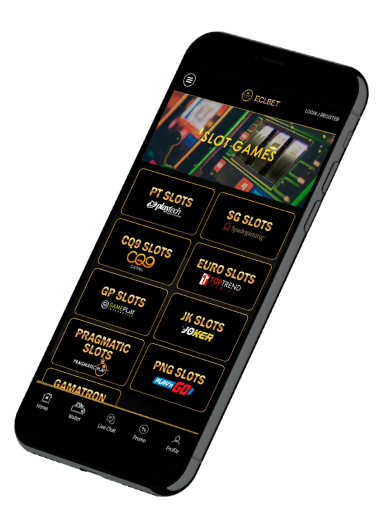 ECLBET
LOGIN / REGISTER
SLOT GAMES
PT SLOTS
playtech
SG SLOTS
Spadegaming
CQ9 SLOTS
CQ9
GAMING
EURO SLOTS
TOPTREND
GP SLOTS
GAMEPLAY
JK SLOTS
JOKER
PRAGMATIC
SLOTS
PRAGMATIC PLAY
PNG SLOTS
PLAY'N GO
GAMATRON
Home
Wallet
Live Chat
Promo
Profile